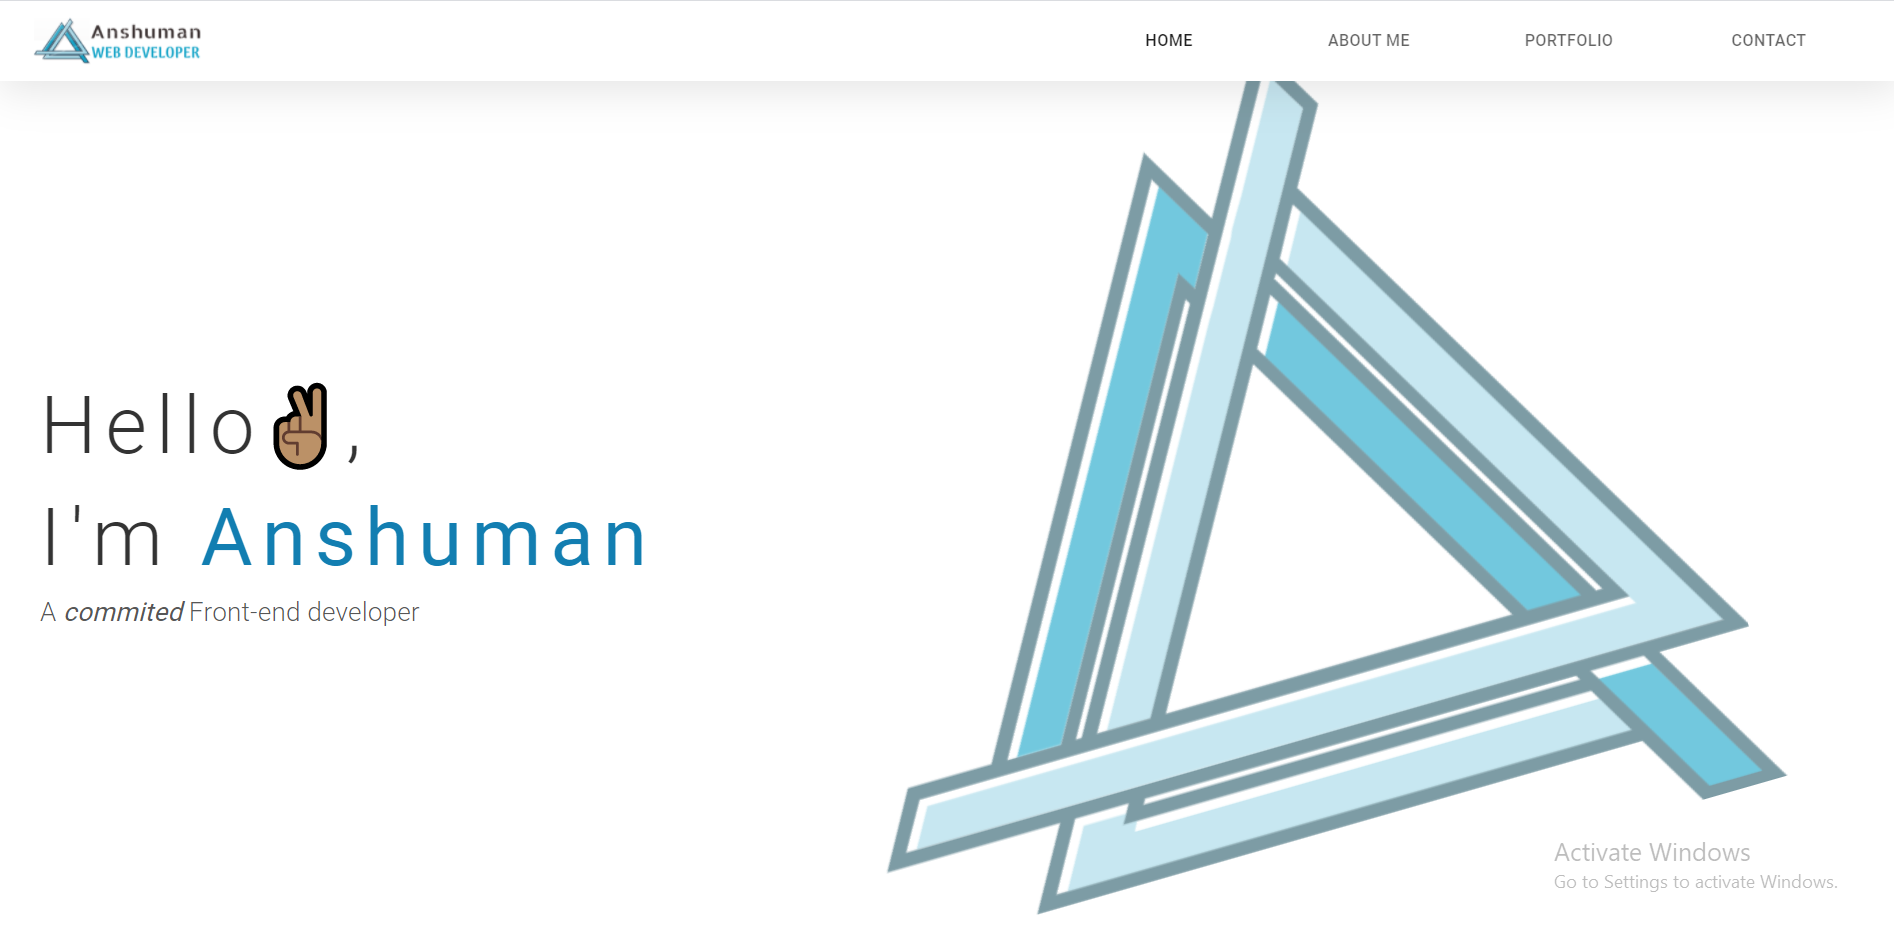 Anshuman
WEB DEVELOPER
HOME ABOUT ME PORTFOLIO CONTACT
Hello✌🏽,
I'm Anshuman
A commited Front-end developer
Activate Windows
Go to Settings to activate Windows.